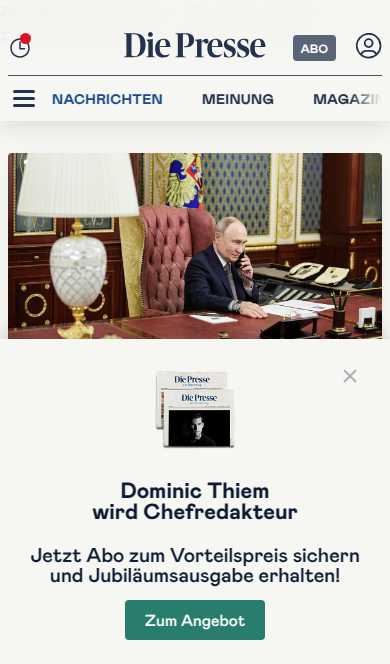 Die Presse
ABO
NACHRICHTEN MEINUNG MAGAZIN
Die Presse
Die Presse
Dominic Thiem
wird Chefredakteur
Jetzt Abo zum Vorteilspreis sichern
und Jubiläumsausgabe erhalten!
Zum Angebot